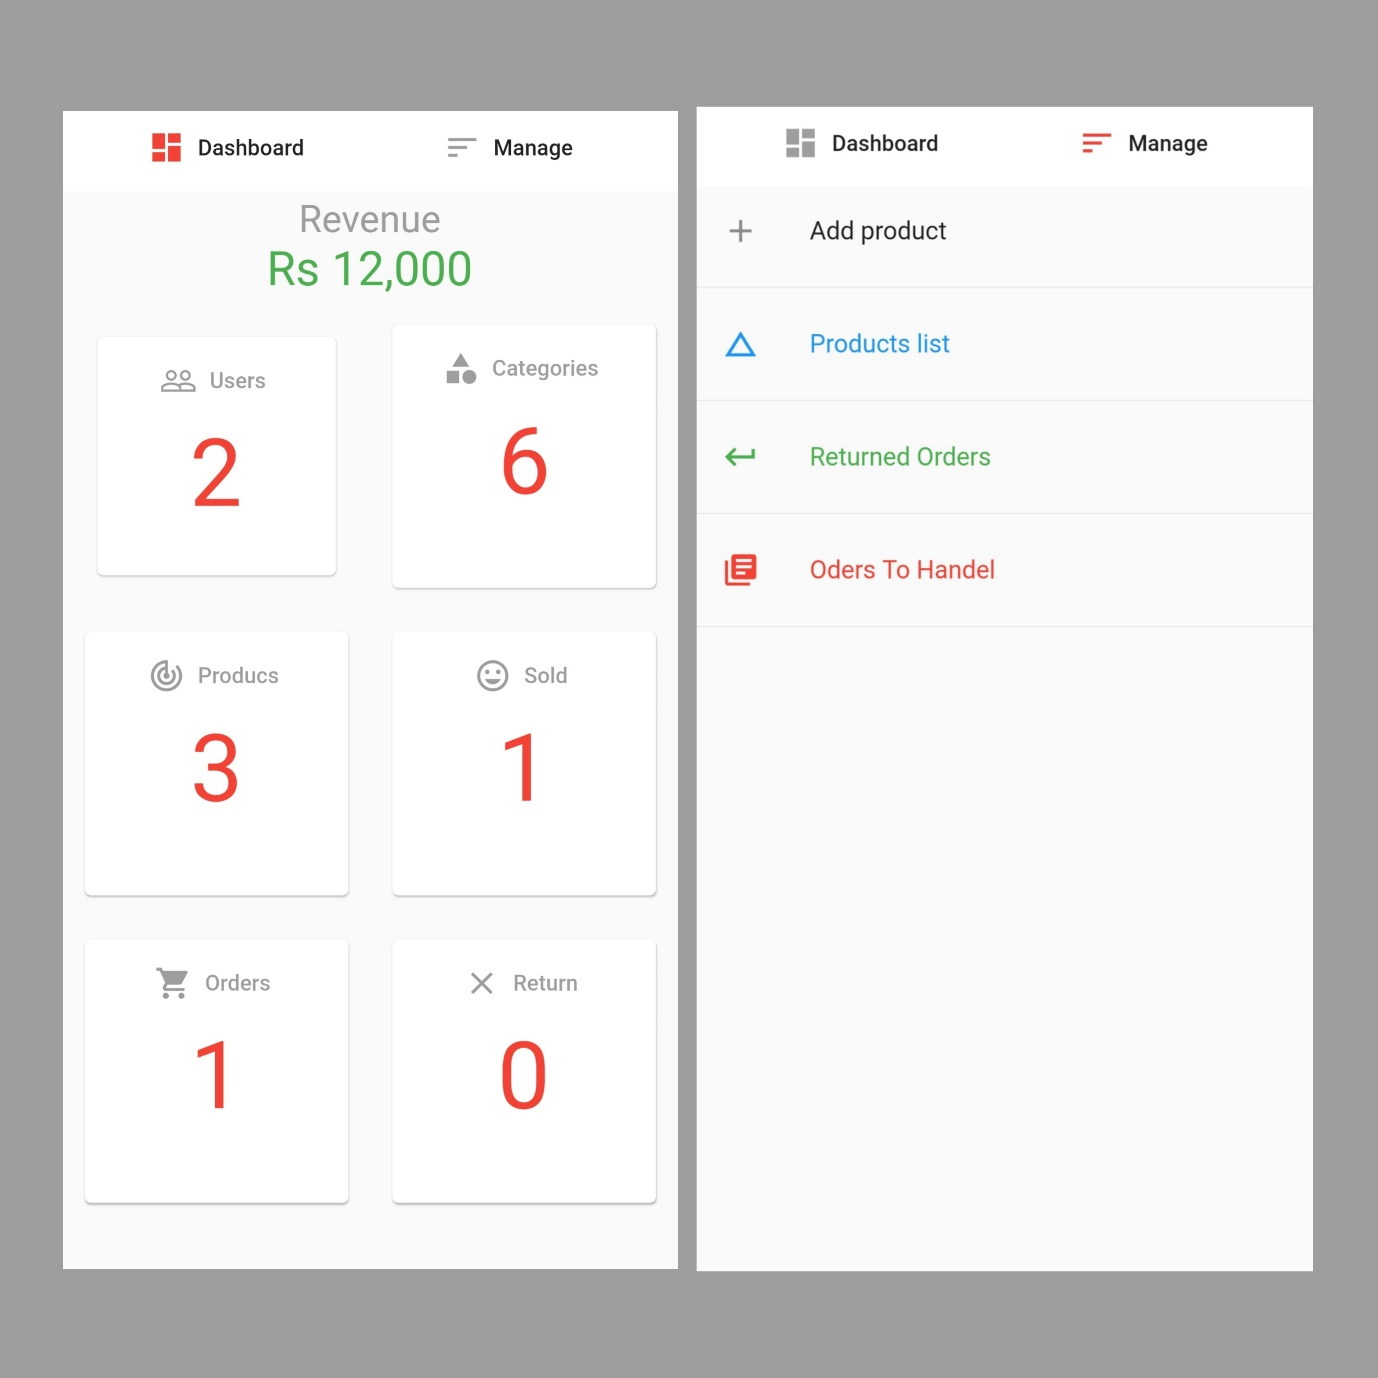 Dashboard Manage
Revenue
Rs 12,000
Users
2
Categories
6
Producs
3
Sold
1
Orders
1
Return
0
Dashboard Manage
Add product
Products list
Returned Orders
Oders To Handel